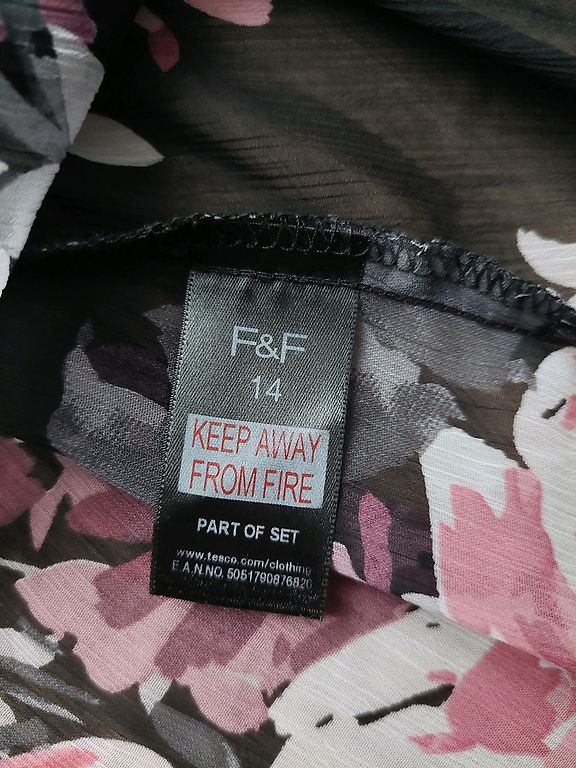 F&F
14
KEEP AWAY
FROM FIRE
PART OF SET
www.tesco.com/clothing
E.A.N.NO. 5051790876820